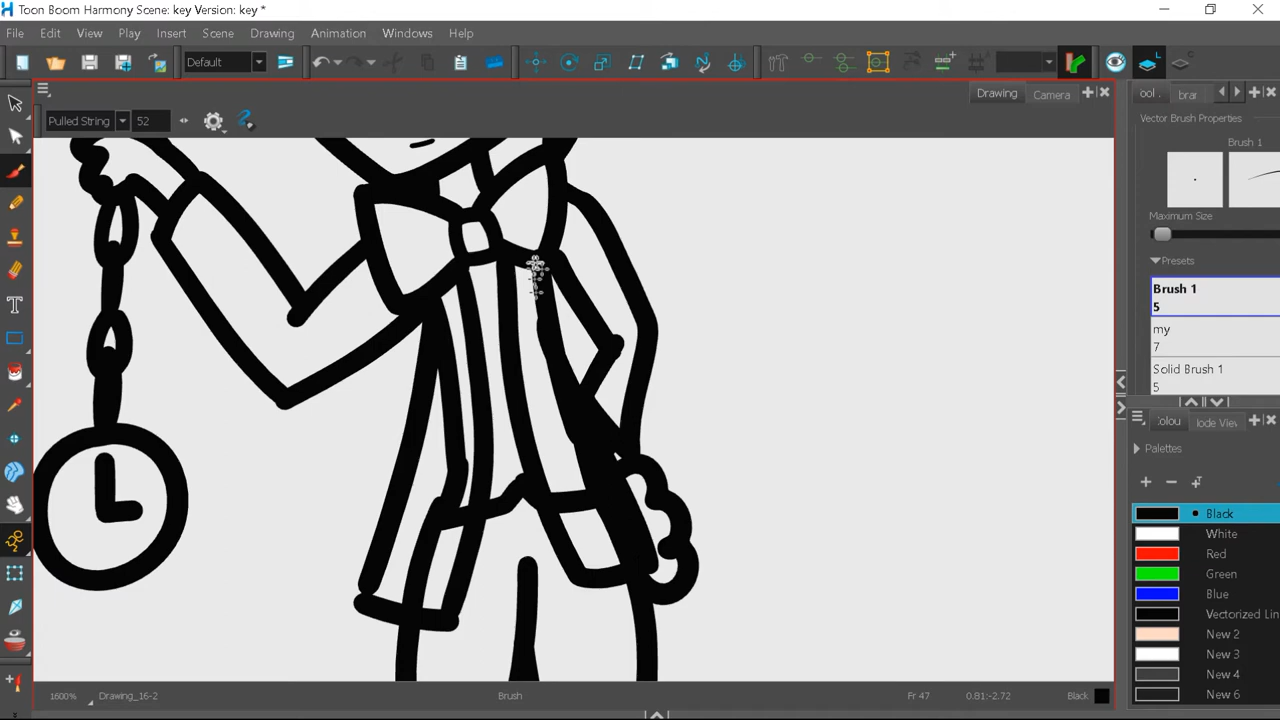 Toon Boom Harmony Scene: key Version: key *
File Edit View Play Insert Scene Drawing Animation Windows Help
Default
Drawing Camera
Pulled String 52
Vector Brush Properties
Brush 1
Maximum Size
Presets
Brush 1
5
my
7
Solid Brush 1
5
Palettes
Black
White
Red
Green
Blue
Vectorized Lin
New 2
New 3
New 4
New 6
1600% Drawing_16-2 Brush Fr 47 0.81:-2.72 Black